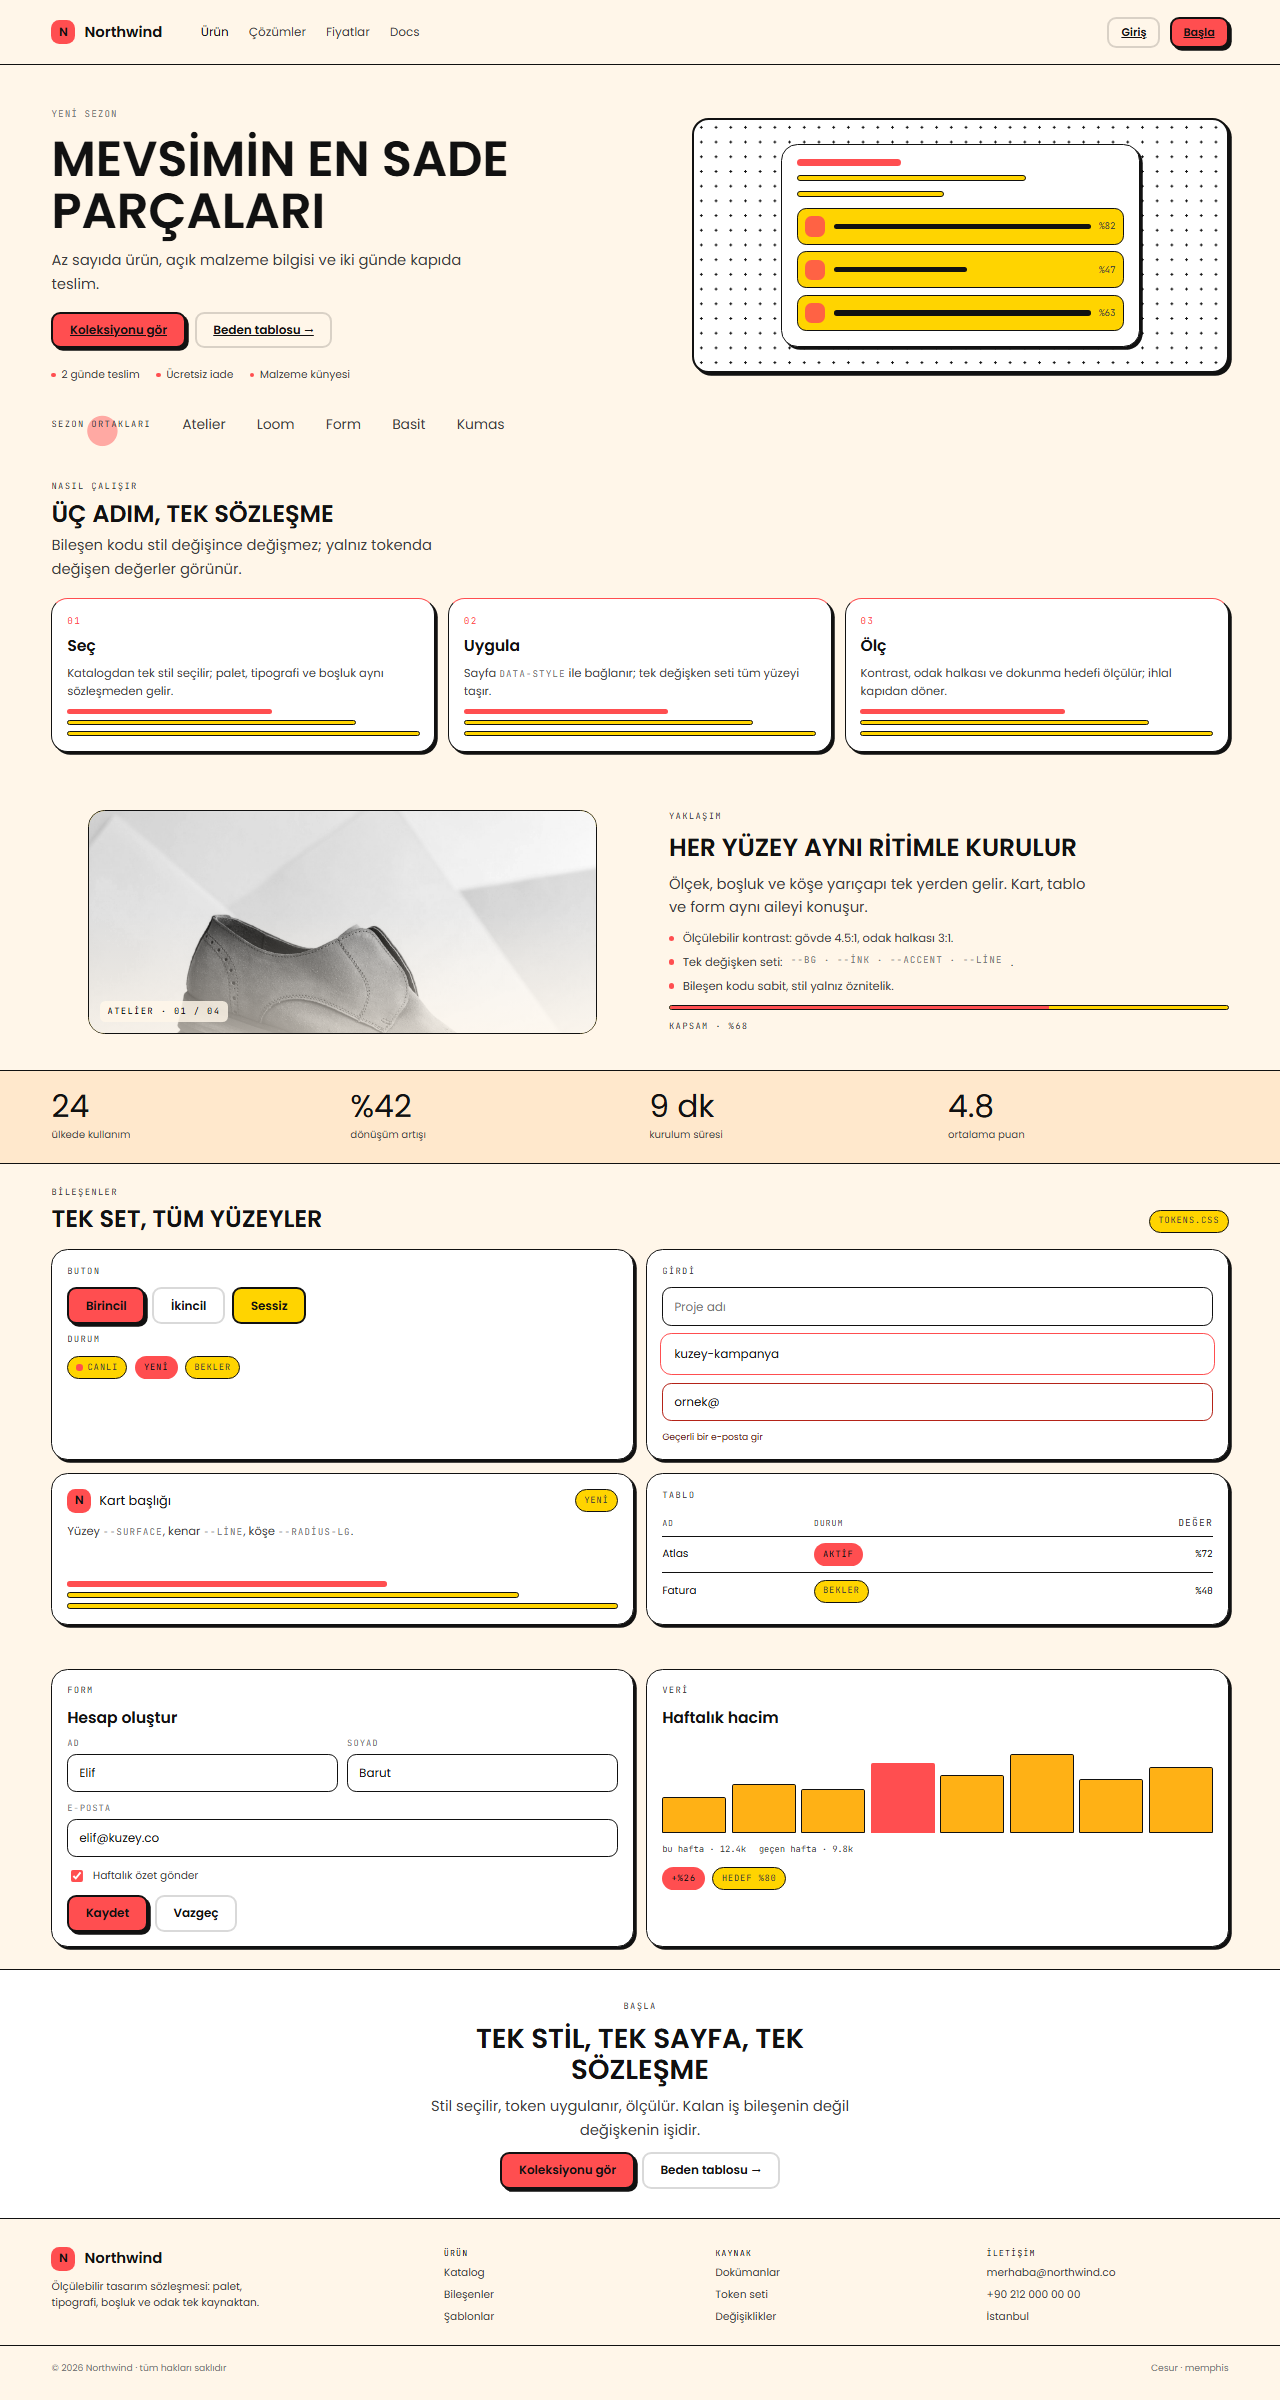 N Northwind Ürün Çözümler Fiyatlar Docs Giriş Başla
YENİ SEZON
MEVSİMİN EN SADE
PARÇALARI
Az sayıda ürün, açık malzeme bilgisi ve iki günde kapıda
teslim.
Koleksiyonu gör Beden tablosu →
2 günde teslim Ücretsiz iade Malzeme künyesi
%82
%47
%63
SEZON ORTAKLARI Atelier Loom Form Basit Kumas
NASIL ÇALIŞIR
ÜÇ ADIM, TEK SÖZLEŞME
Bileşen kodu stil değişince değişmez; yalnız tokenda
değişen değerler görünür.
01
Seç
Katalogdan tek stil seçilir; palet, tipografi ve boşluk aynı
sözleşmeden gelir.
02
Uygula
Sayfa DATA-STYLE ile bağlanır; tek değişken seti tüm yüzeyi
taşır.
03
Ölç
Kontrast, odak halkası ve dokunma hedefi ölçülür; ihlal
kapıdan döner.
ATELİER · 01 / 04
YAKLAŞIM
HER YÜZEY AYNI RİTİMLE KURULUR
Ölçek, boşluk ve köşe yarıçapı tek yerden gelir. Kart, tablo
ve form aynı aileyi konuşur.
Ölçülebilir kontrast: gövde 4.5:1, odak halkası 3:1.
Tek değişken seti: --BG · --İNK · --ACCENT · --LİNE .
Bileşen kodu sabit, stil yalnız öznitelik.
KAPSAM · %68
24 %42 9 dk 4.8
ülkede kullanım dönüşüm artışı kurulum süresi ortalama puan
BİLEŞENLER
TEK SET, TÜM YÜZEYLER
TOKENS.CSS
BUTON
Birincil İkincil Sessiz
DURUM
CANLI YENİ BEKLER
GİRDİ
Proje adı
kuzey-kampanya
ornek@
Geçerli bir e-posta gir
N Kart başlığı YENİ
Yüzey --SURFACE, kenar --LİNE, köşe --RADİUS-LG.
TABLO
AD DURUM DEĞER
Atlas AKTİF %72
Fatura BEKLER %48
FORM
Hesap oluştur
AD SOYAD
Elif Barut
E-POSTA
elif@kuzey.co
Haftalık özet gönder
Kaydet Vazgeç
VERİ
Haftalık hacim
bu hafta · 12.4k geçen hafta · 9.8k
+%26 HEDEF %80
BAŞLA
TEK STİL, TEK SAYFA, TEK
SÖZLEŞME
Stil seçilir, token uygulanır, ölçülür. Kalan iş bileşenin değil
değişkenin işidir.
Koleksiyonu gör Beden tablosu →
N Northwind
Ölçülebilir tasarım sözleşmesi: palet,
tipografi, boşluk ve odak tek kaynaktan.
ÜRÜN
Katalog
Bileşenler
Şablonlar
KAYNAK
Dokümanlar
Token seti
Değişiklikler
İLETİŞİM
merhaba@northwind.co
+90 212 000 00 00
İstanbul
© 2026 Northwind · tüm hakları saklıdır Cesur · memphis